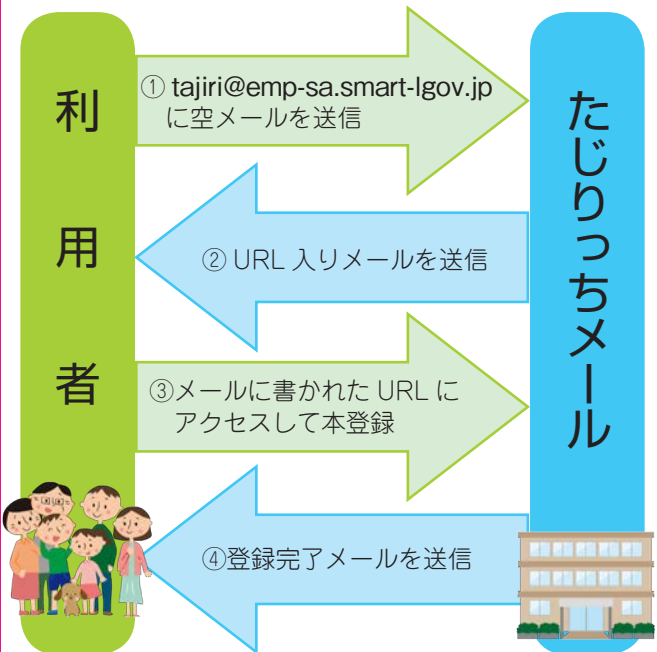 利用者
たじりっちメール
① tajiri@emp-sa.smart-lgov.jp
に空メールを送信
② URL 入りメールを送信
③メールに書かれた URL に
アクセスして本登録
④登録完了メールを送信